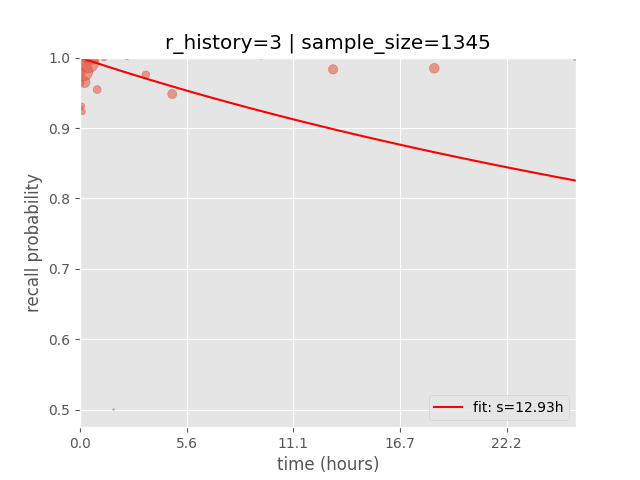 r_history=3 | sample_size=1345
1.0
0.9
0.8
0.7
0.6
0.5
recall probability
fit: s=12.93h
0.0 5.6 11.1 16.7 22.2
time (hours)